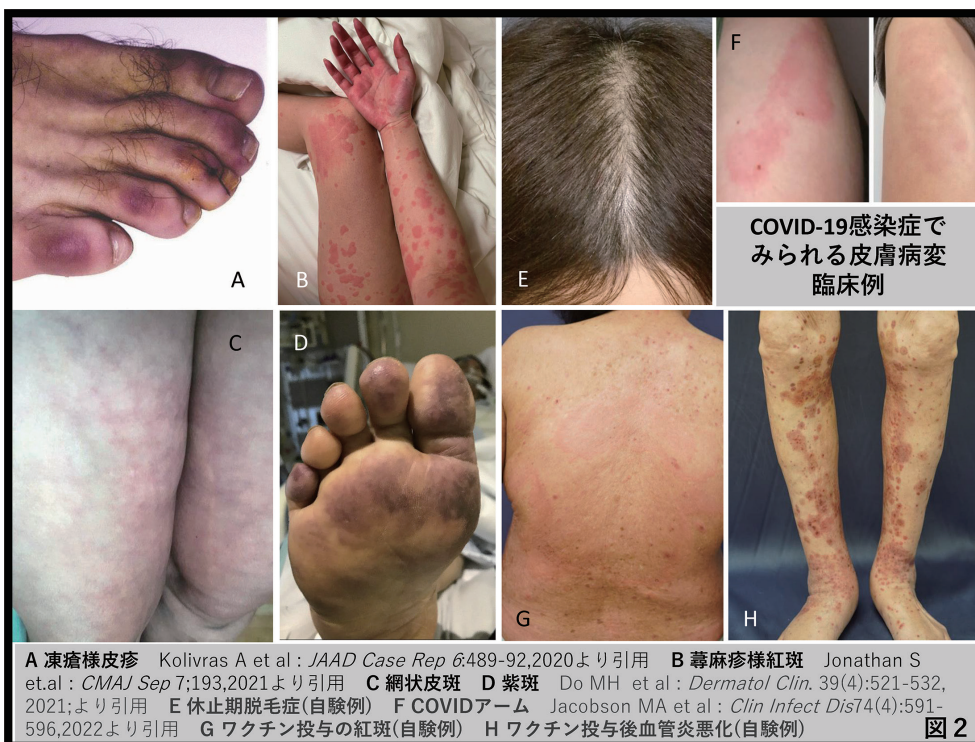 A
B
E
F
COVID-19感染症で
みられる皮膚病変
臨床例
C
D
G
H
A 凍瘡様皮疹 Kolivras A et al : JAAD Case Rep 6:489-92,2020より引用 B 蕁麻疹様紅斑 Jonathan S
et.al : CMAJ Sep 7;193,2021より引用 C 網状皮斑 D 紫斑 Do MH et al : Dermatol Clin. 39(4):521-532,
2021;より引用 E 休止期脱毛症(自験例) F COVIDアーム Jacobson MA et al : Clin Infect Dis74(4):591-
596,2022より引用 G ワクチン投与の紅斑(自験例) H ワクチン投与後血管炎悪化(自験例)
図2